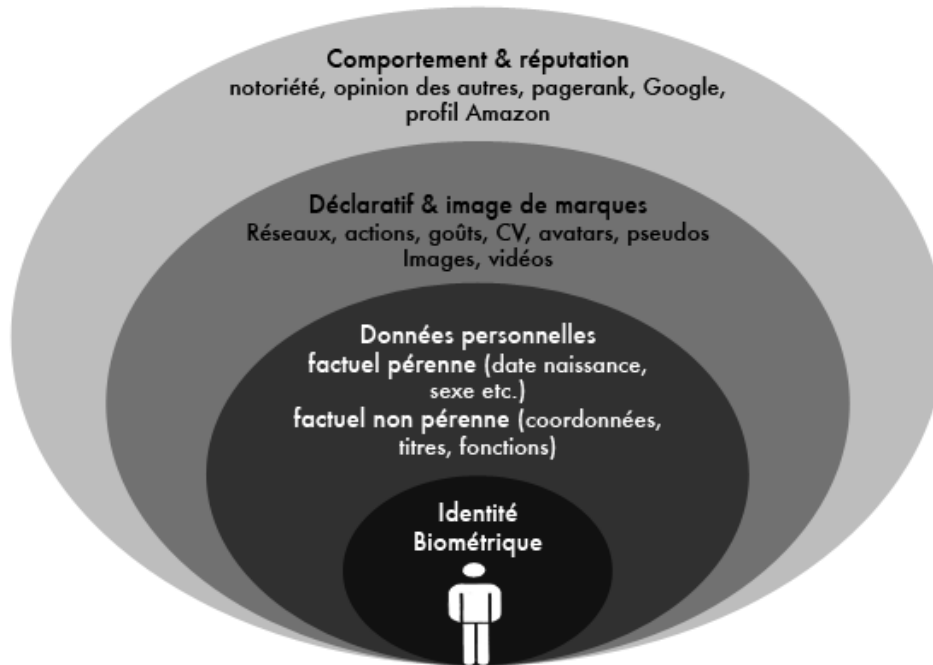 Comportement & réputation
notoriété, opinion des autres, pagerank, Google,
profil Amazon
Déclaratif & image de marques
Réseaux, actions, goûts, CV, avatars, pseudos
Images, vidéos
Données personnelles
factuel pérenne (date naissance,
sexe etc.)
factuel non pérenne (coordonnées,
titres, fonctions)
Identité
Biométrique